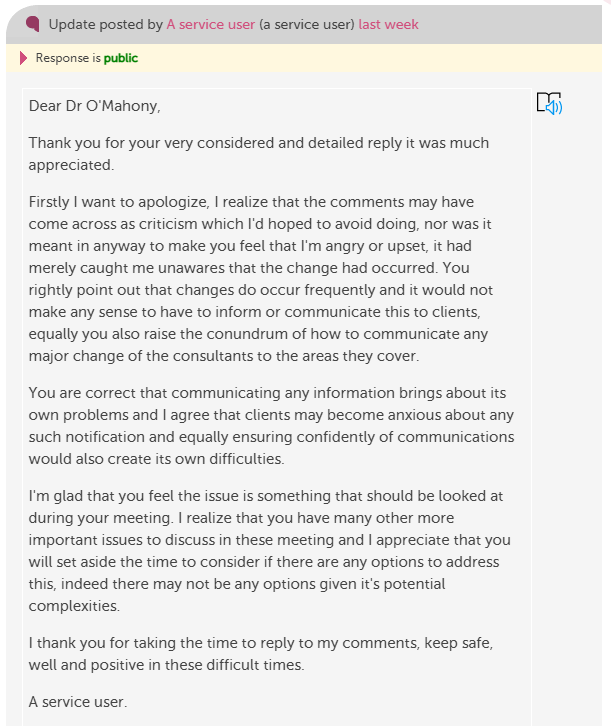 Update posted by A service user (a service user) last week
Response is public
Dear Dr O'Mahony,
Thank you for your very considered and detailed reply it was much
appreciated.
Firstly I want to apologize, I realize that the comments may have
come across as criticism which I'd hoped to avoid doing, nor was it
meant in anyway to make you feel that I'm angry or upset, it had
merely caught me unawares that the change had occurred. You
rightly point out that changes do occur frequently and it would not
make any sense to have to inform or communicate this to clients,
equally you also raise the conundrum of how to communicate any
major change of the consultants to the areas they cover.
You are correct that communicating any information brings about its
own problems and I agree that clients may become anxious about any
such notification and equally ensuring confidently of communications
would also create its own difficulties.
I'm glad that you feel the issue is something that should be looked at
during your meeting. I realize that you have many other more
important issues to discuss in these meeting and I appreciate that you
will set aside the time to consider if there are any options to address
this, indeed there may not be any options given it's potential
complexities.
I thank you for taking the time to reply to my comments, keep safe,
well and positive in these difficult times.
A service user.